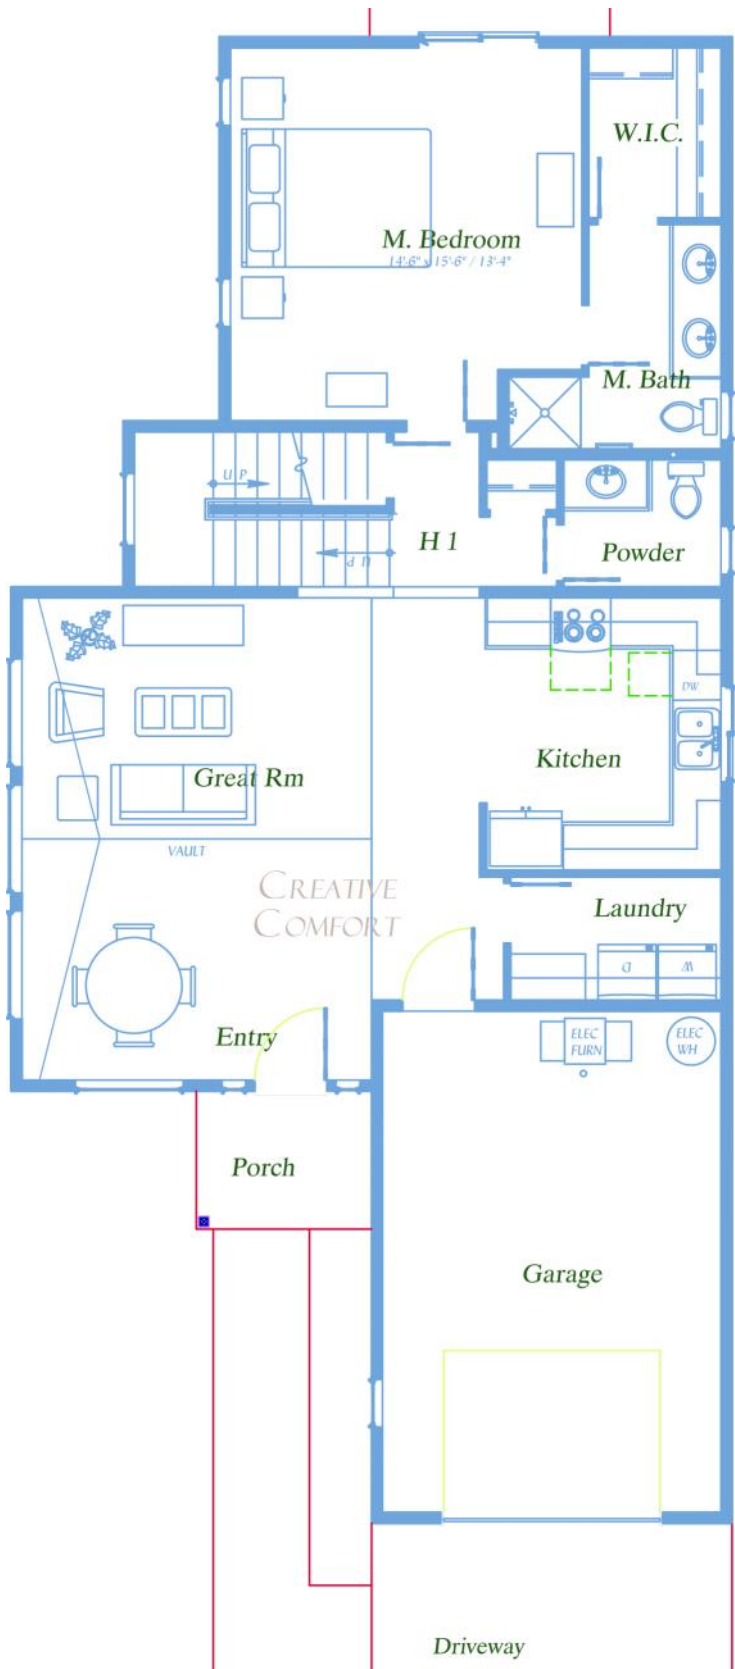 W.I.C.
M. Bedroom
14'-6" x 15'-6" / 13'-4"
M. Bath
UP
H 1
UP
Powder
DW
Kitchen
Great Rm
VAULT
CREATIVE
COMFORT
Laundry
D
W
Entry
ELEC
FURN
ELEC
WH
Porch
Garage
Driveway